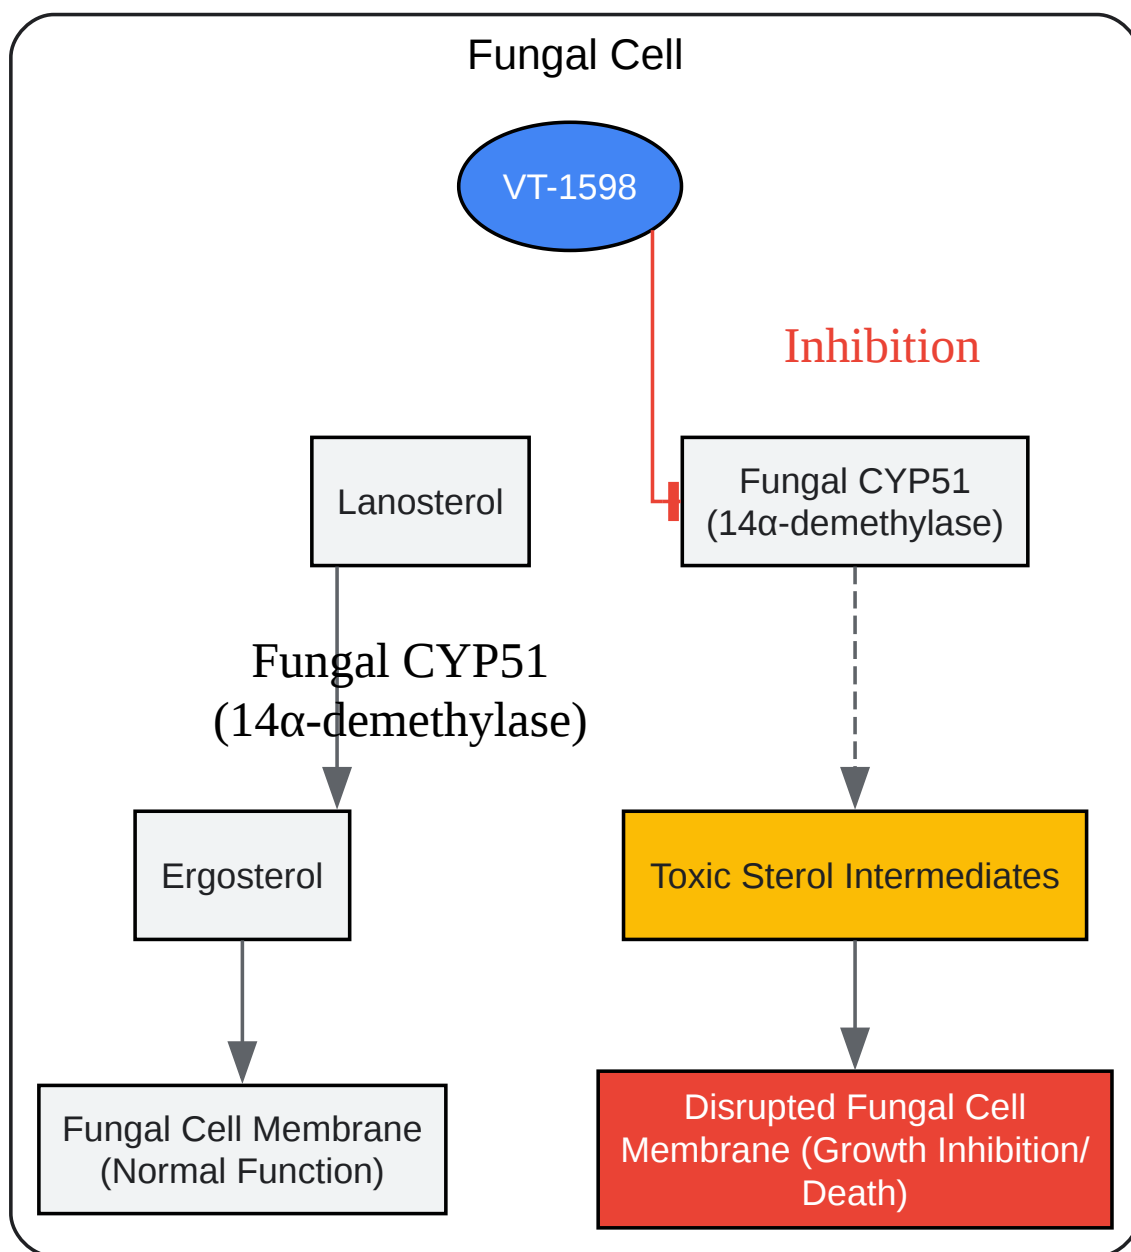 Fungal Cell
VT-1598
Inhibition
Lanosterol
Fungal CYP51
(14α-demethylase)
Fungal CYP51
(14α-demethylase)
Ergosterol
Toxic Sterol Intermediates
Fungal Cell Membrane
(Normal Function)
Disrupted Fungal Cell
Membrane (Growth Inhibition/
Death)